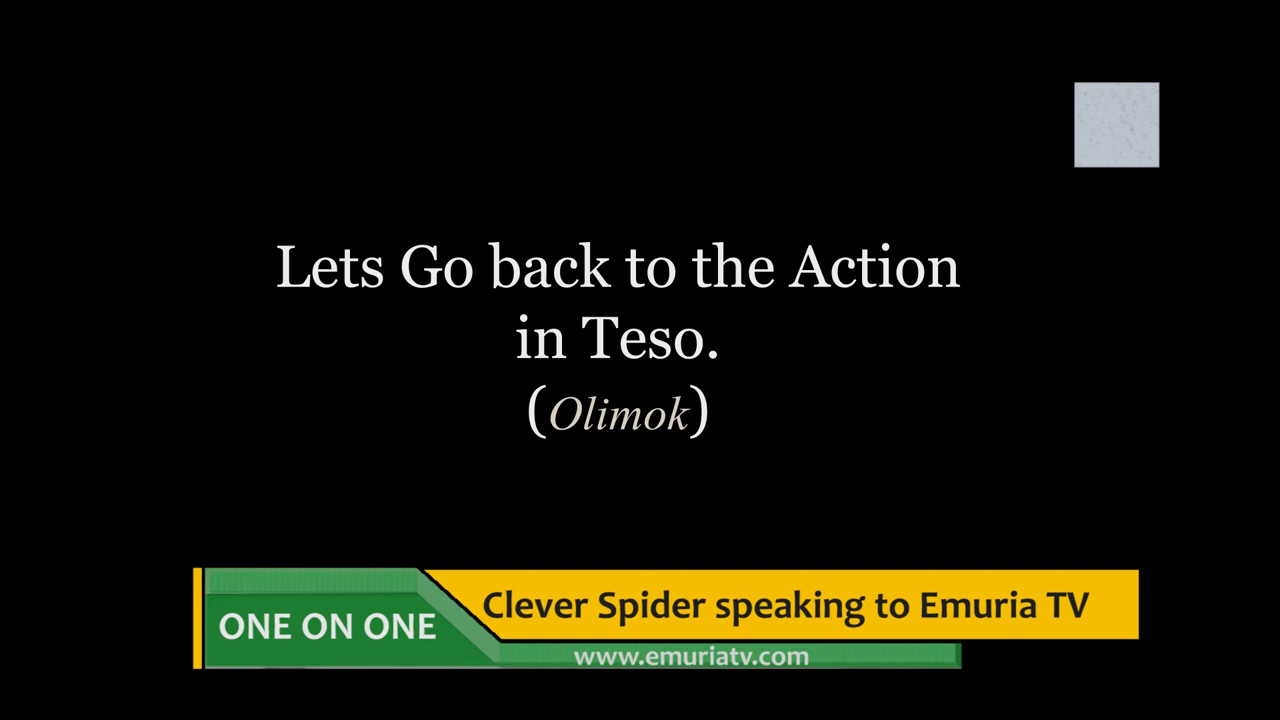 Lets Go back to the Action
in Teso.
(Olimok)
ONE ON ONE
Clever Spider speaking to Emuria TV
www.emuriatv.com